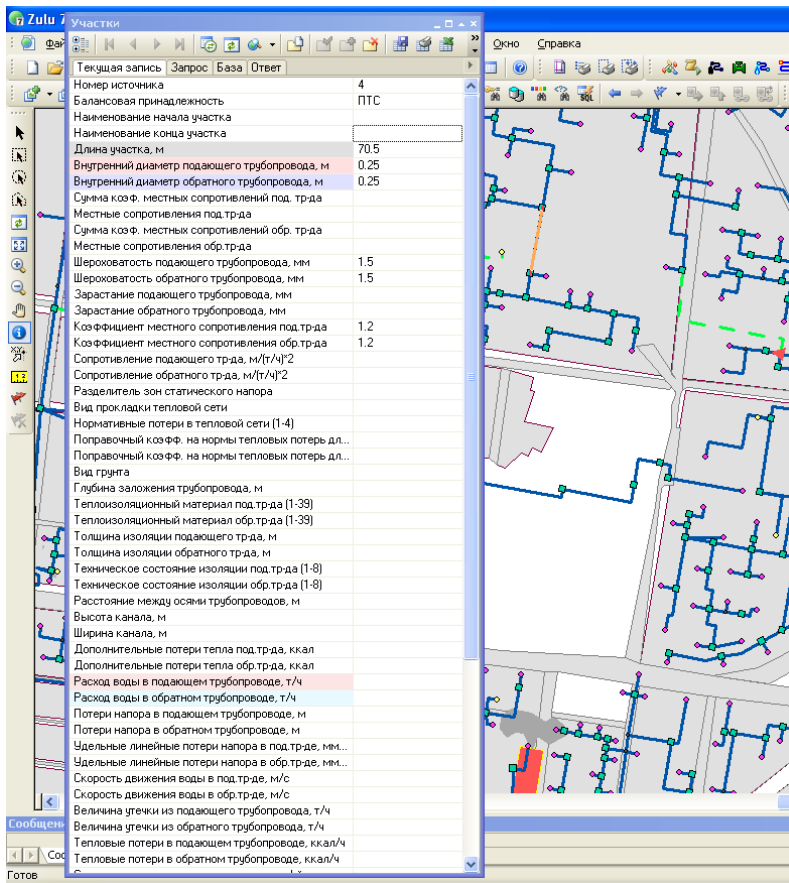 Zulu 7
Участки
Фай
Окно
Справка
Текущая запись
Запрос
База
Ответ
Номер источника 4
Балансовая принадлежность ПТС
Наименование начала участка
Наименование конца участка
Длина участка, м 70.5
Внутренний диаметр подающего трубопровода, м 0.25
Внутренний диаметр обратного трубопровода, м 0.25
Сумма коэф. местных сопротивлений под. тр-да
Местные сопротивления под.тр-да
Сумма коэф. местных сопротивлений обр. тр-да
Местные сопротивления обр.тр-да
Шероховатость подающего трубопровода, мм 1.5
Шероховатость обратного трубопровода, мм 1.5
Зарастание подающего трубопровода, мм
Зарастание обратного трубопровода, мм
Коэффициент местного сопротивления под.тр-да 1.2
Коэффициент местного сопротивления обр.тр-да 1.2
Сопротивление подающего тр-да, м/(т/ч)*2
Сопротивление обратного тр-да, м/(т/ч)*2
Разделитель зон статического напора
Вид прокладки тепловой сети
Нормативные потери в тепловой сети (1-4)
Поправочный коэфф. на нормы тепловых потерь дл...
Поправочный коэфф. на нормы тепловых потерь дл...
Вид грунта
Глубина заложения трубопровода, м
Теплоизоляционный материал под.тр-да (1-39)
Теплоизоляционный материал обр.тр-да (1-39)
Толщина изоляции подающего тр-да, м
Толщина изоляции обратного тр-да, м
Техническое состояние изоляции под.тр-да (1-8)
Техническое состояние изоляции обр.тр-да (1-8)
Расстояние между осями трубопроводов, м
Высота канала, м
Ширина канала, м
Дополнительные потери тепла под.тр-да, ккал
Дополнительные потери тепла обр.тр-да, ккал
Расход воды в подающем трубопроводе, т/ч
Расход воды в обратном трубопроводе, т/ч
Потери напора в подающем трубопроводе, м
Потери напора в обратном трубопроводе, м
Удельные линейные потери напора в под.тр-де, мм...
Удельные линейные потери напора в обр.тр-де, мм...
Скорость движения воды в под.тр-де, м/с
Скорость движения воды в обр.тр-де, м/с
Величина утечки из подающего трубопровода, т/ч
Величина утечки из обратного трубопровода, т/ч
Тепловые потери в подающем трубопроводе, ккал/ч
Тепловые потери в обратном трубопроводе, ккал/ч
Сообщени
Соо
Готов